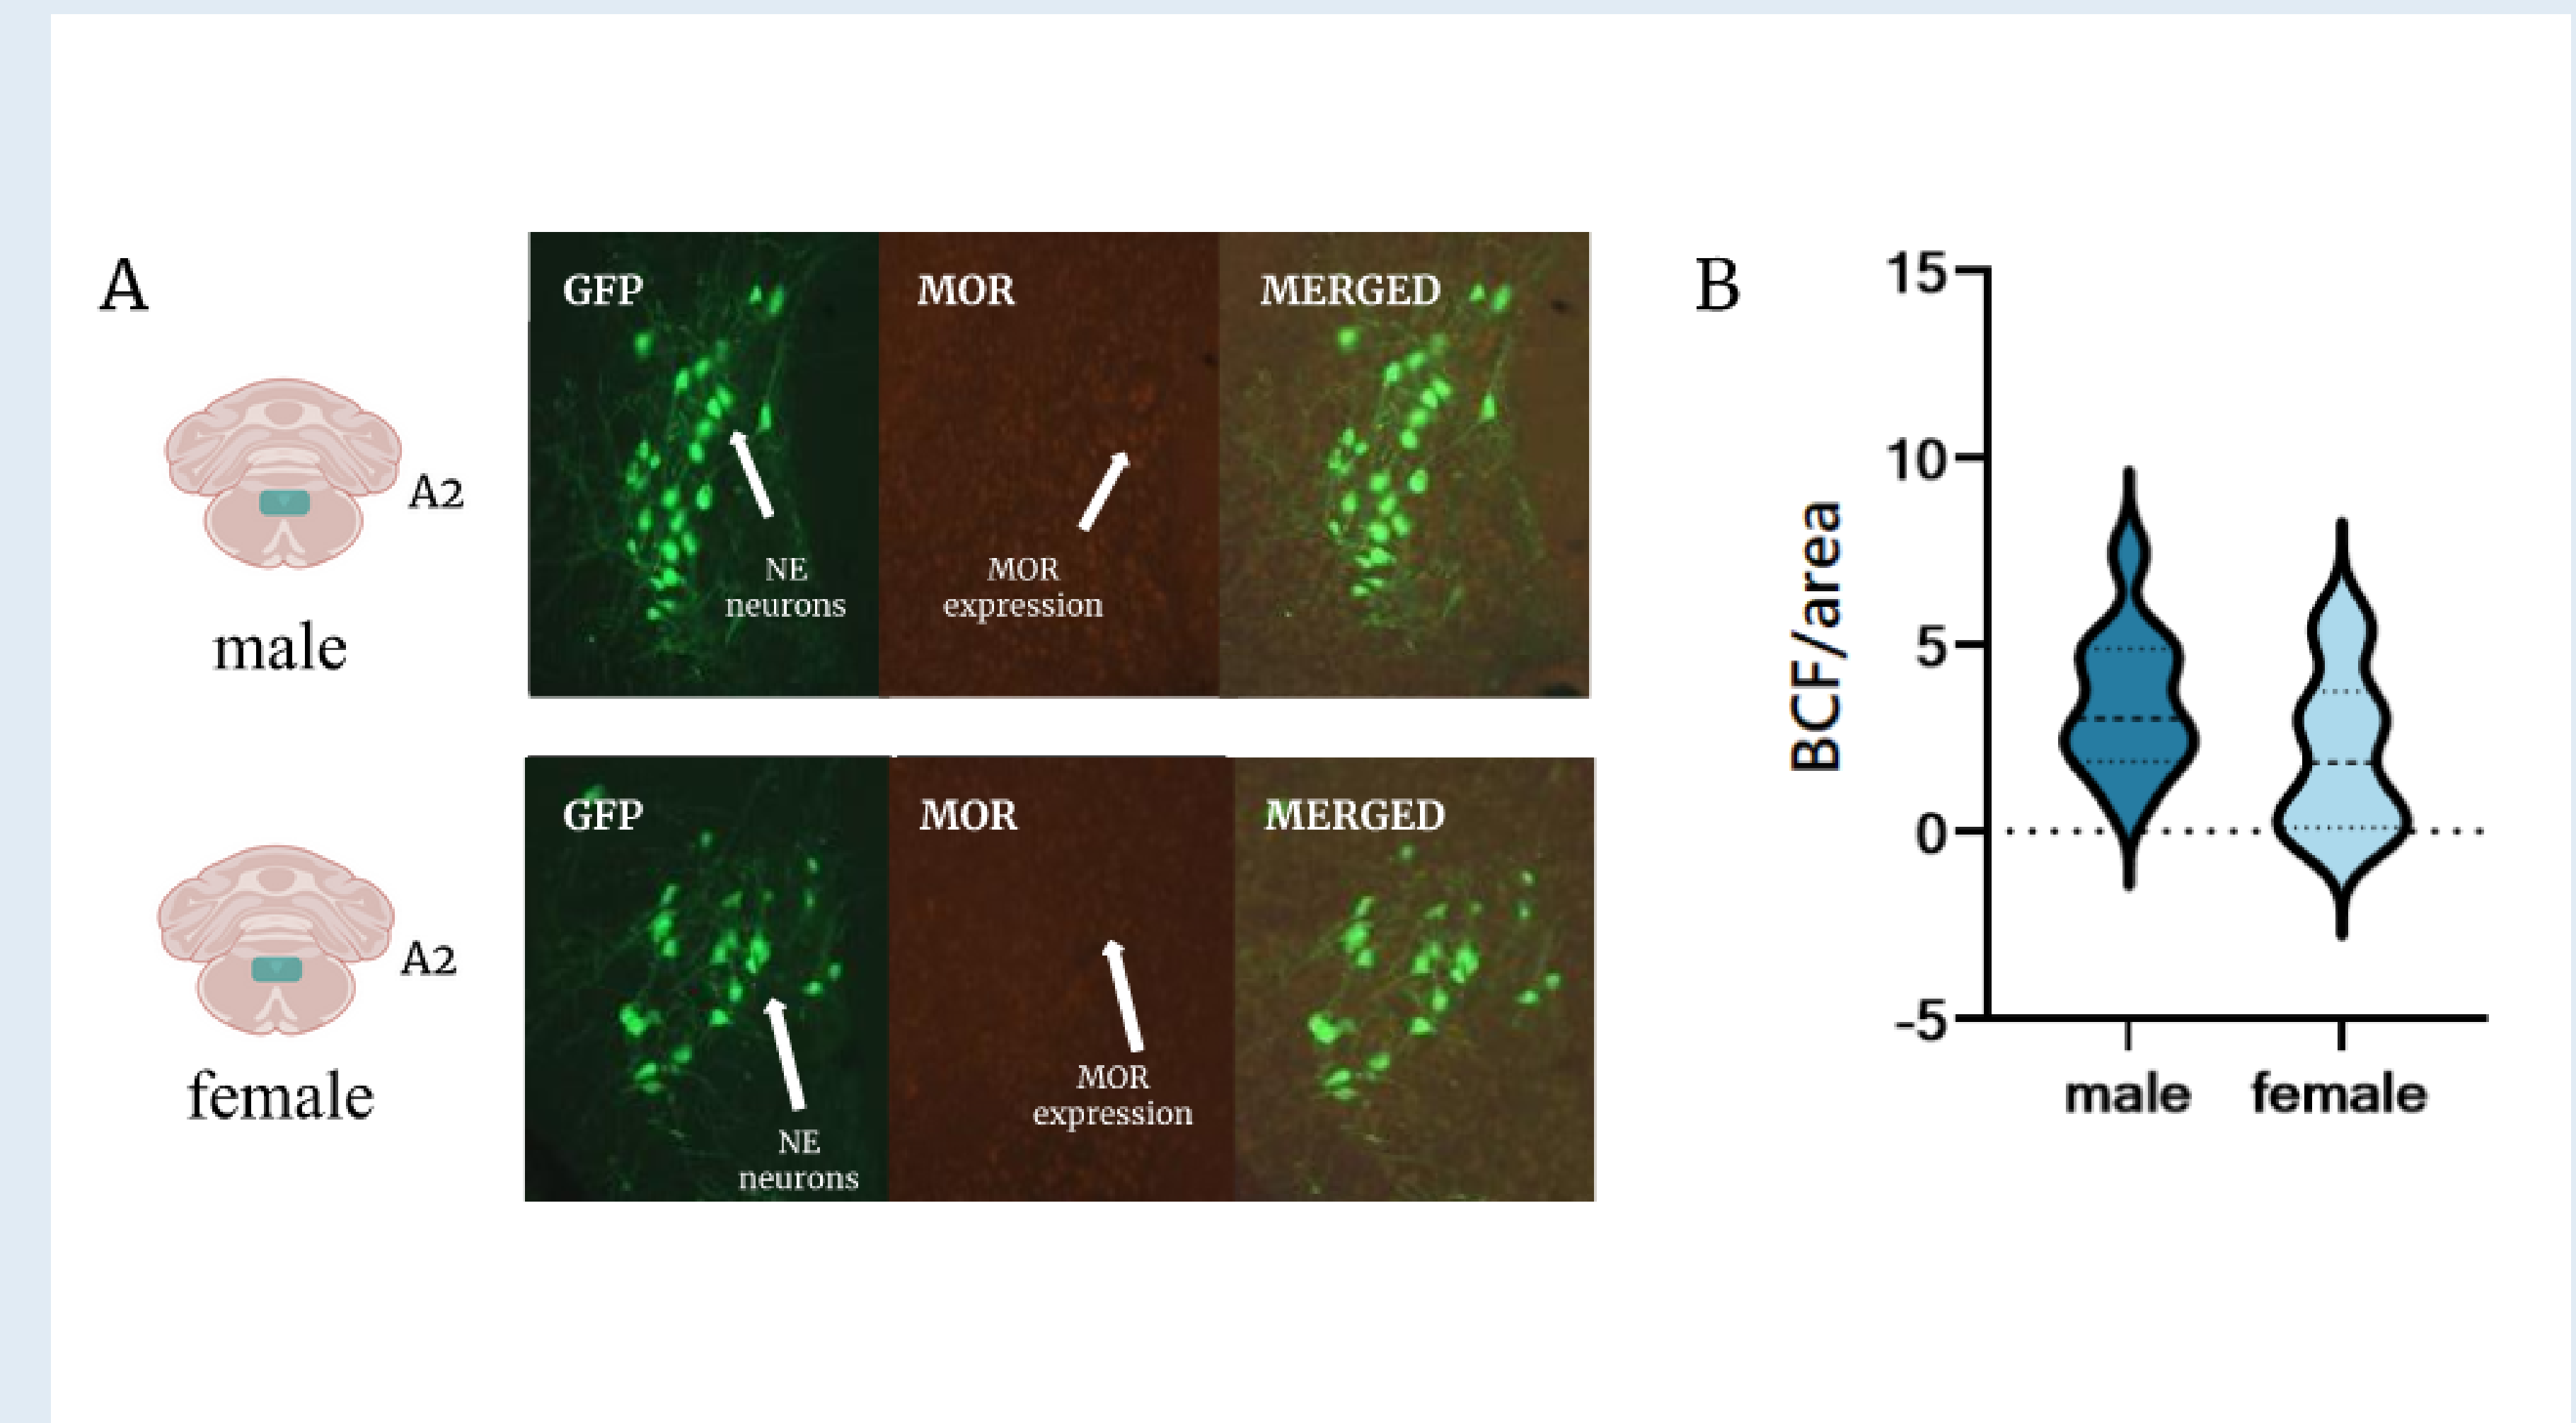 A
A2
male
GFP
NE
neurons
MOR
MOR
expression
MERGED
A2
female
GFP
NE
neurons
MOR
MOR
expression
MERGED
B
BCF/area
15
10
5
0
-5
male
female